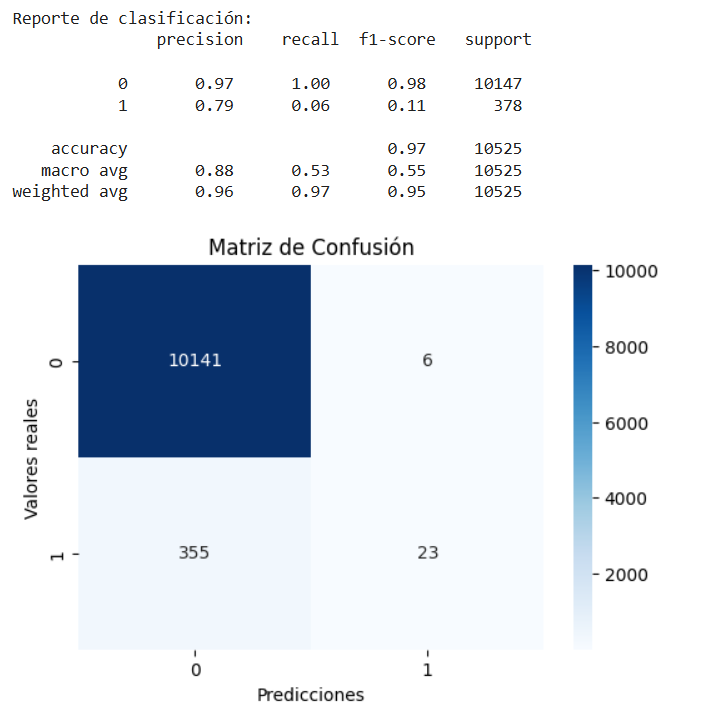 Reporte de clasificación:
precision recall f1-score support
0 0.97 1.00 0.98 10147
1 0.79 0.06 0.11 378
accuracy 0.97 10525
macro avg 0.88 0.53 0.55 10525
weighted avg 0.96 0.97 0.95 10525
Matriz de Confusión
10000
8000
6000
4000
2000
Valores reales
0
10141 6
1
355 23
0 1
Predicciones